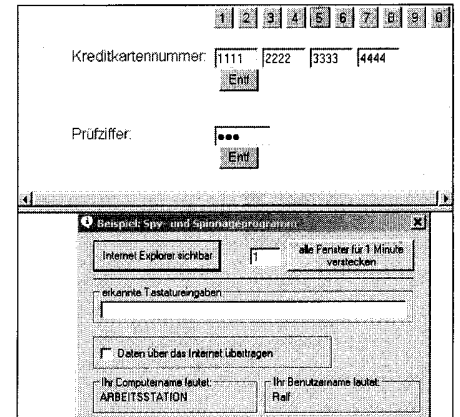 1 2 3 4 5 6 7 8 9 0
Kreditkartennummer: 1111 2222 3333 4444
Entf
Prüfziffer: •••
Entf
Beispiel: Spy- und Spionageprogramm
Internet Explorer sichtbar 1 alle Fenster für 1 Minute
verstecken
erkannte Tastatureingaben
Daten über das Internet übertragen
Ihr Computername lautet: Ihr Benutzername lautet:
ARBEITSSTATION Ralf